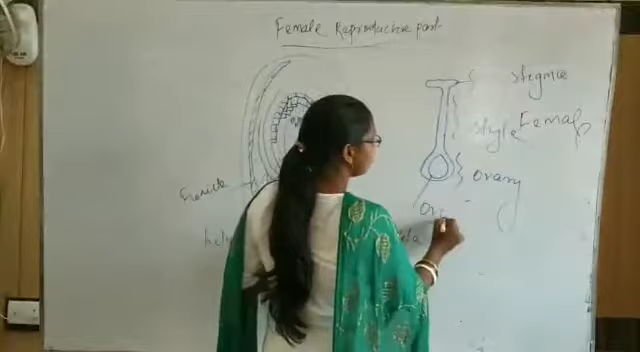 Female Reproductive part
stigma
style
Female
ovary
Funicle